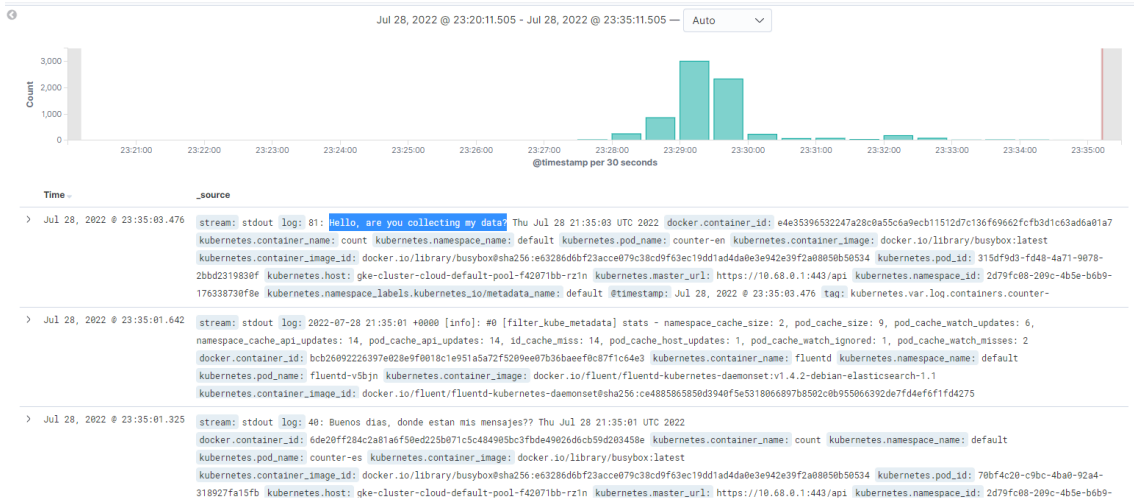 Jul 28, 2022 @ 23:20:11.505 - Jul 28, 2022 @ 23:35:11.505 — Auto
3,000
2,000
1,000
0
Count
23:21:00 23:22:00 23:23:00 23:24:00 23:25:00 23:26:00 23:27:00 23:28:00 23:29:00 23:30:00 23:31:00 23:32:00 23:33:00 23:34:00 23:35:00
@timestamp per 30 seconds
Time _source
Jul 28, 2022 @ 23:35:03.476 stream: stdout log: 81: Hello, are you collecting my data? Thu Jul 28 21:35:03 UTC 2022 docker.container_id: e4e35396532247a28c0a55c6a9ecb11512d7c136f69662fcfb3d1c63ad6a01a7
kubernetes.container_name: count kubernetes.namespace_name: default kubernetes.pod_name: counter-en kubernetes.container_image: docker.io/library/busybox:latest
kubernetes.container_image_id: docker.io/library/busybox@sha256:e63286d6bf23acce079c38cd9f63ec19dd1ad4da0e3e942e39f2a08050b50534 kubernetes.pod_id: 315df9d3-fd48-4a71-9078-
2bbd2319830f kubernetes.host: gke-cluster-cloud-default-pool-f42071bb-rz1n kubernetes.master_url: https://10.68.0.1:443/api kubernetes.namespace_id: 2d79fc08-209c-4b5e-b6b9-
176338730f8e kubernetes.namespace_labels.kubernetes_io/metadata_name: default @timestamp: Jul 28, 2022 @ 23:35:03.476 tag: kubernetes.var.log.containers.counter-
Jul 28, 2022 @ 23:35:01.642 stream: stdout log: 2022-07-28 21:35:01 +0000 [info]: #0 [filter_kube_metadata] stats - namespace_cache_size: 2, pod_cache_size: 9, pod_cache_watch_updates: 6,
namespace_cache_api_updates: 14, pod_cache_api_updates: 14, id_cache_miss: 14, pod_cache_host_updates: 1, pod_cache_watch_ignored: 1, pod_cache_watch_misses: 2
docker.container_id: bcb26092226397e028e9f0018c1e951a5a72f5209ee07b36baeef0c87f1c64e3 kubernetes.container_name: fluentd kubernetes.namespace_name: default
kubernetes.pod_name: fluentd-v5bjn kubernetes.container_image: docker.io/fluent/fluentd-kubernetes-daemonset:v1.4.2-debian-elasticsearch-1.1
kubernetes.container_image_id: docker.io/fluent/fluentd-kubernetes-daemonset@sha256:ce4885865850d3940f5e5318066897b8502c0b955066392de7fd4ef6f1fd4275
Jul 28, 2022 @ 23:35:01.325 stream: stdout log: 40: Buenos dias, donde estan mis mensajes?? Thu Jul 28 21:35:01 UTC 2022
docker.container_id: 6de20ff284c2a81a6f50ed225b071c5c484905bc3fbde49026d6cb59d203458e kubernetes.container_name: count kubernetes.namespace_name: default
kubernetes.pod_name: counter-es kubernetes.container_image: docker.io/library/busybox:latest
kubernetes.container_image_id: docker.io/library/busybox@sha256:e63286d6bf23acce079c38cd9f63ec19dd1ad4da0e3e942e39f2a08050b50534 kubernetes.pod_id: 70bf4c20-c9bc-4ba0-92a4-
318927fa15fb kubernetes.host: gke-cluster-cloud-default-pool-f42071bb-rz1n kubernetes.master_url: https://10.68.0.1:443/api kubernetes.namespace_id: 2d79fc08-209c-4b5e-b6b9-